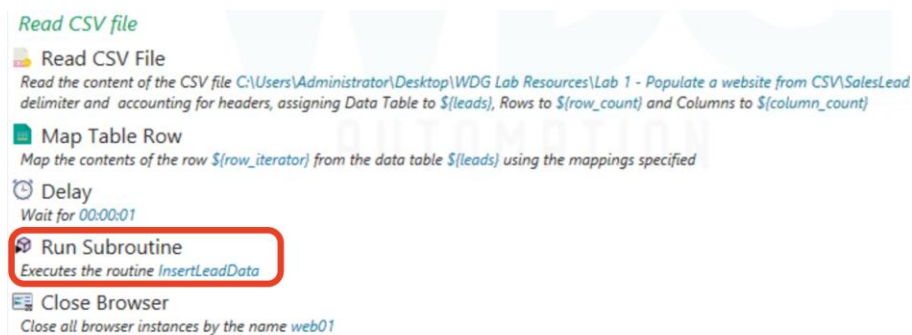 Read CSV file
Read CSV File
Read the content of the CSV file C:\Users\Administrator\Desktop\WDG Lab Resources\Lab 1 - Populate a website from CSV\SalesLead
delimiter and accounting for headers, assigning Data Table to ${leads}, Rows to ${row_count} and Columns to ${column_count}
Map Table Row
Map the contents of the row ${row_iterator} from the data table ${leads} using the mappings specified
Delay
Wait for 00:00:01
Run Subroutine
Executes the routine InsertLeadData
Close Browser
Close all browser instances by the name web01
WDG
AUTOMATION